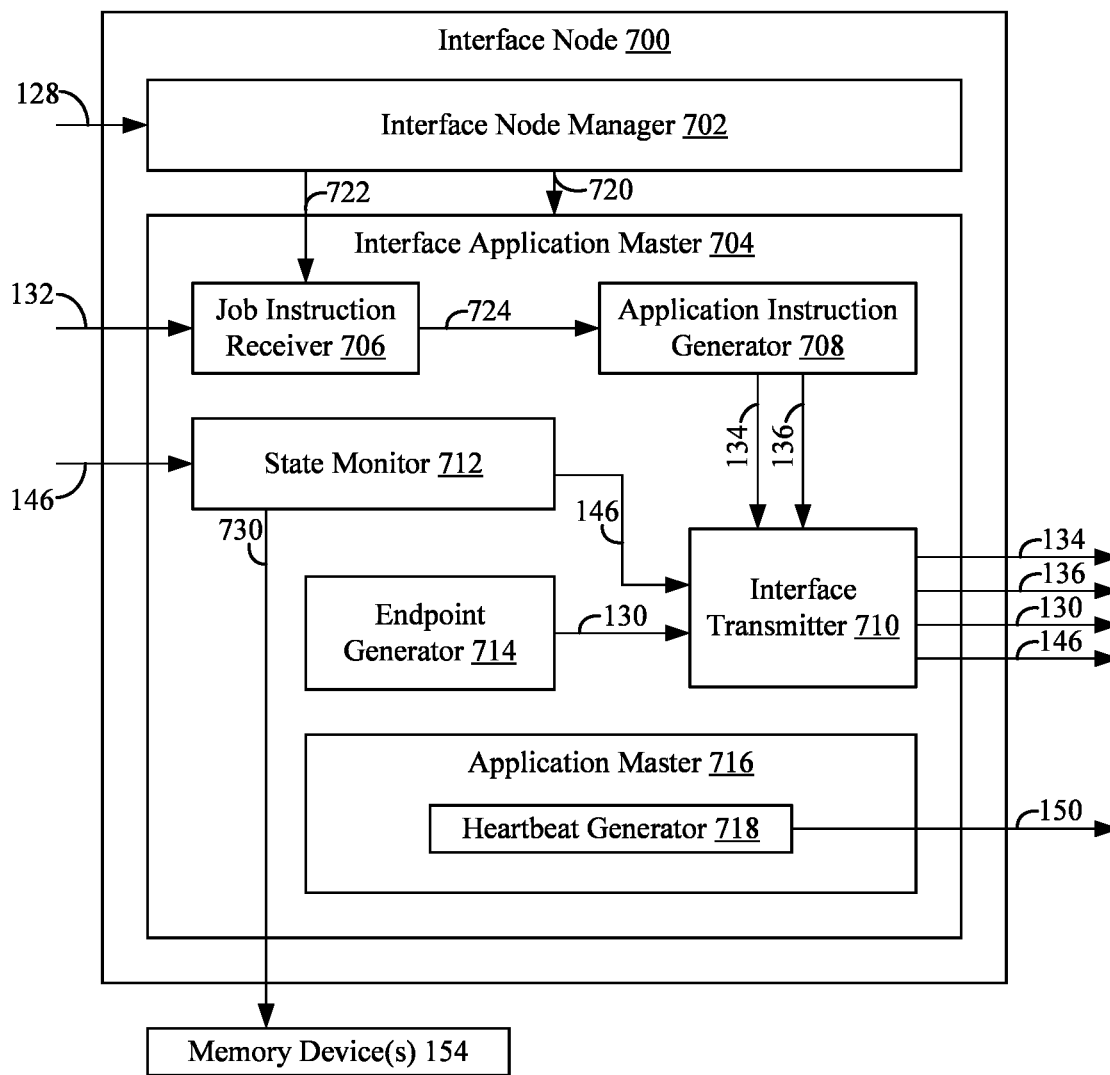 Interface Node 700
128
Interface Node Manager 702
722
720
Interface Application Master 704
132
Job Instruction
Receiver 706
724
Application Instruction
Generator 708
134
136
State Monitor 712
146
730
146
134
136
130
146
Interface
Transmitter 710
Endpoint
Generator 714
130
Application Master 716
Heartbeat Generator 718
150
Memory Device(s) 154